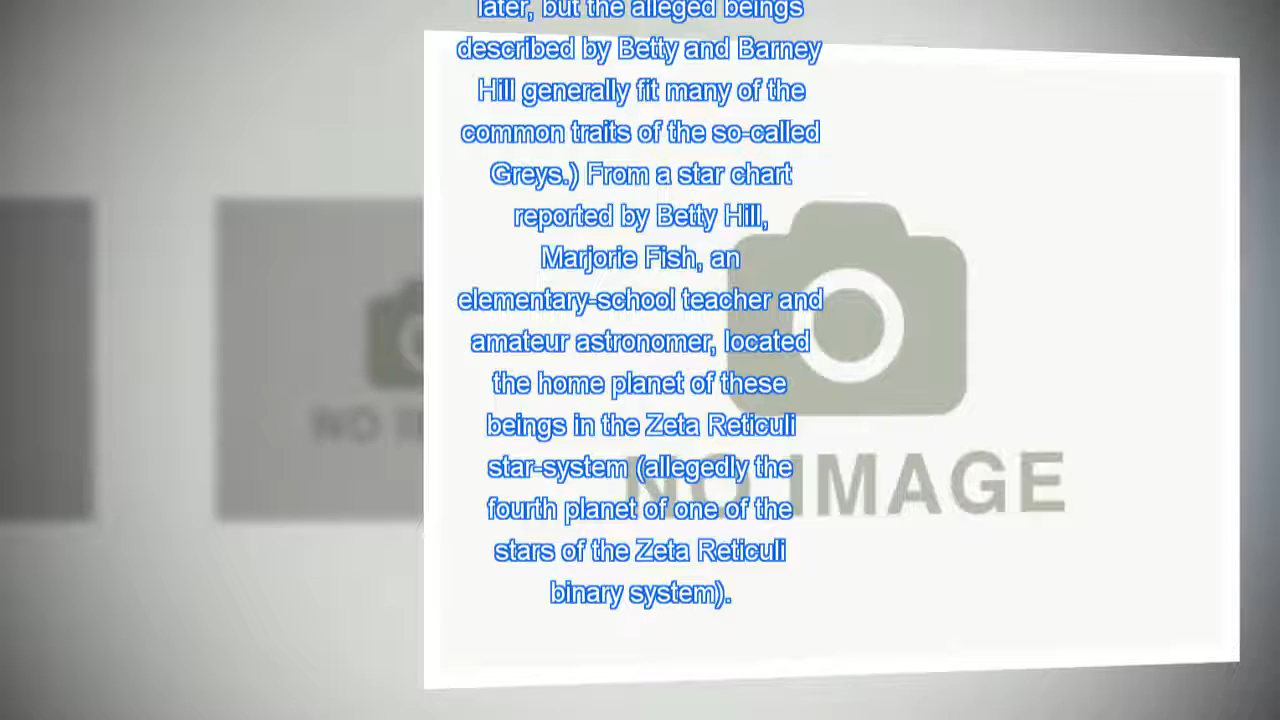 later, but the alleged beings
described by Betty and Barney
Hill generally fit many of the
common traits of the so-called
Greys.) From a star chart
reported by Betty Hill,
Marjorie Fish, an
elementary-school teacher and
amateur astronomer, located
the home planet of these
beings in the Zeta Reticuli
star-system (allegedly the
fourth planet of one of the
stars of the Zeta Reticuli
binary system).
NO IMAGE
NO I